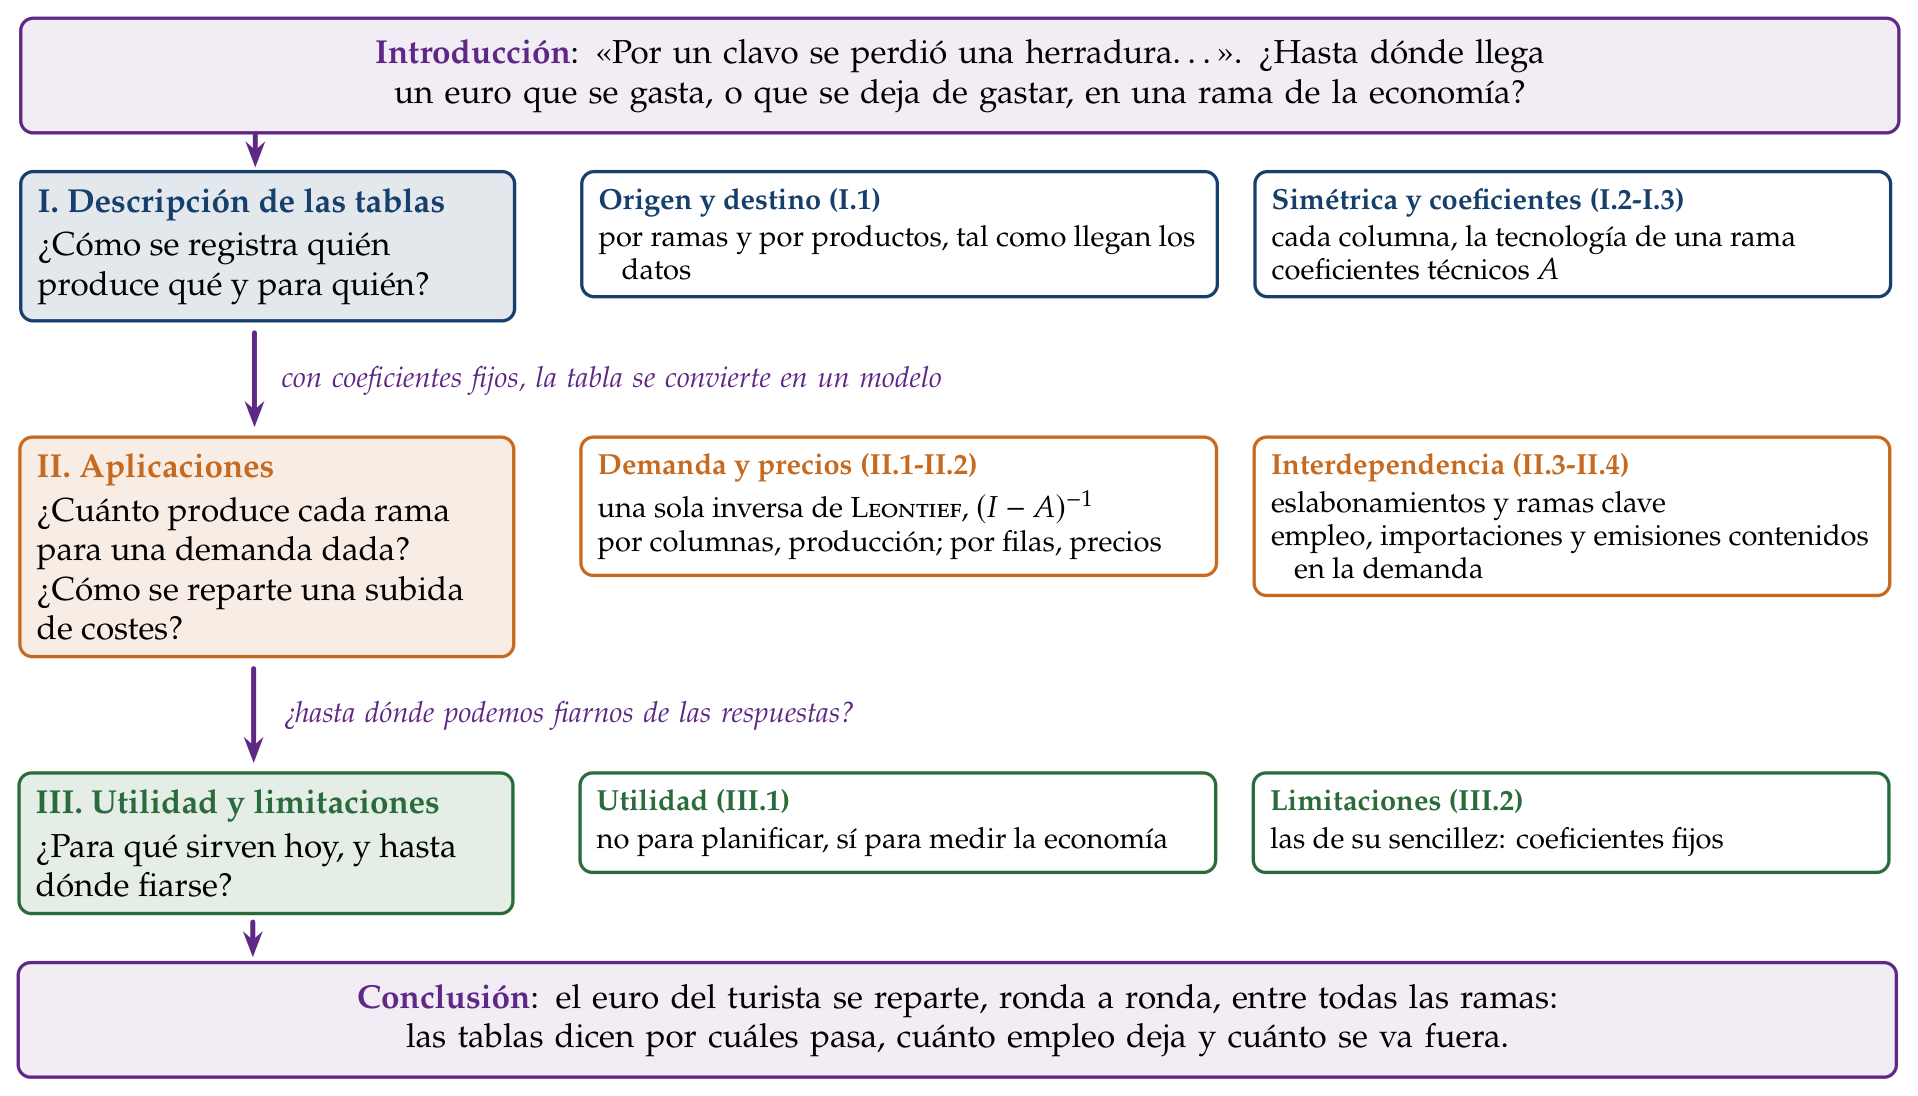 Introducción: «Por un clavo se perdió una herradura...». ¿Hasta dónde llega
un euro que se gasta, o que se deja de gastar, en una rama de la economía?
I. Descripción de las tablas
¿Cómo se registra quién
produce qué y para quién?
Origen y destino (I.1)
por ramas y por productos, tal como llegan los
datos
Simétrica y coeficientes (I.2-I.3)
cada columna, la tecnología de una rama
coeficientes técnicos A
con coeficientes fijos, la tabla se convierte en un modelo
II. Aplicaciones
¿Cuánto produce cada rama
para una demanda dada?
¿Cómo se reparte una subida
de costes?
Demanda y precios (II.1-II.2)
una sola inversa de Leontief, (I − A)⁻¹
por columnas, producción; por filas, precios
Interdependencia (II.3-II.4)
eslabonamientos y ramas clave
empleo, importaciones y emisiones contenidos
en la demanda
¿hasta dónde podemos fiarnos de las respuestas?
III. Utilidad y limitaciones
¿Para qué sirven hoy, y hasta
dónde fiarse?
Utilidad (III.1)
no para planificar, sí para medir la economía
Limitaciones (III.2)
las de su sencillez: coeficientes fijos
Conclusión: el euro del turista se reparte, ronda a ronda, entre todas las ramas:
las tablas dicen por cuáles pasa, cuánto empleo deja y cuánto se va fuera.